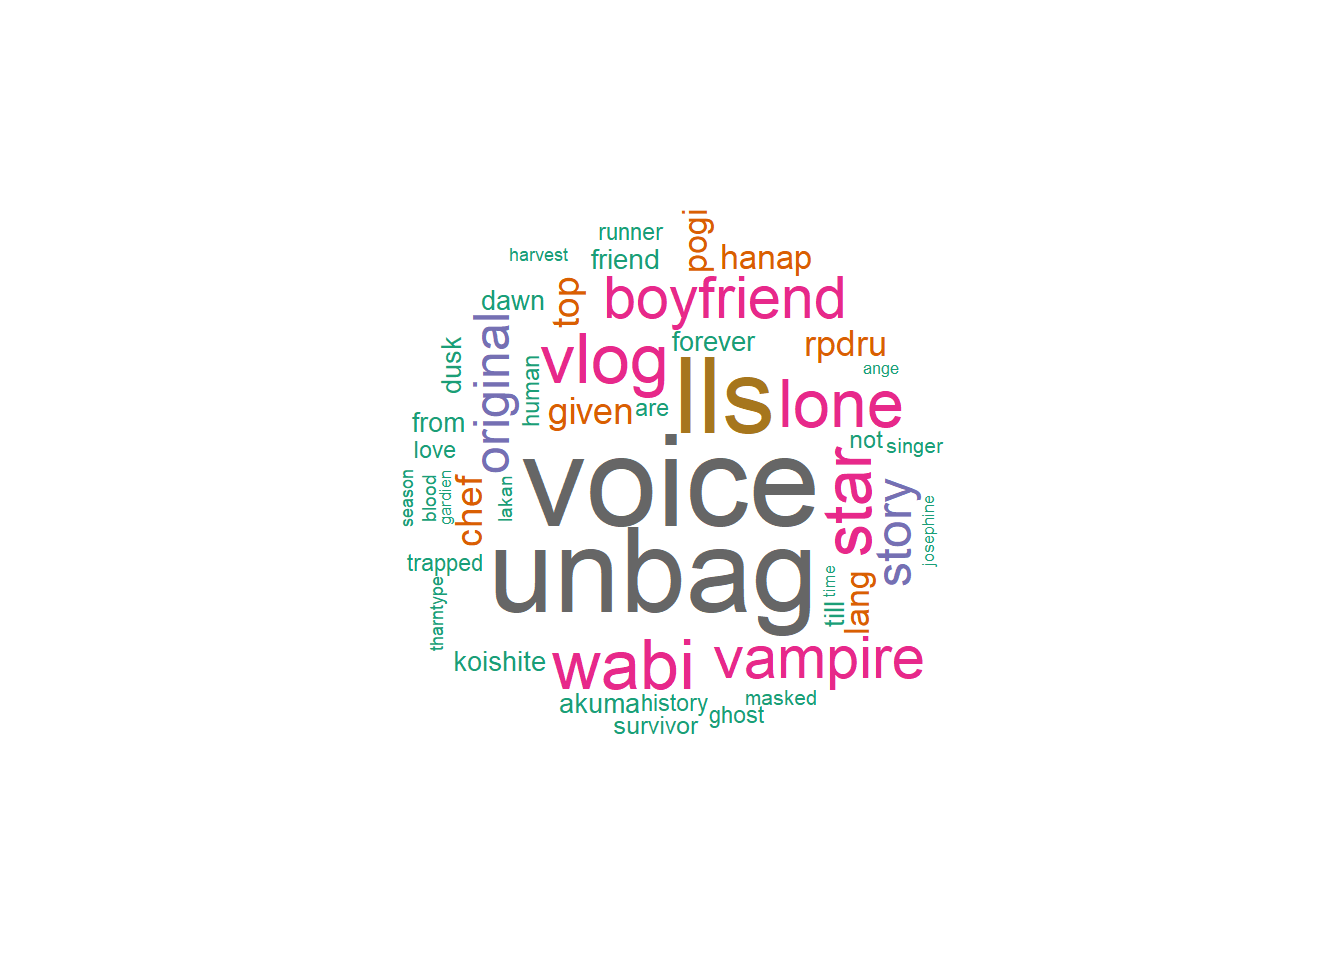 pogi
runner
harvest
friend
hanap
dawn
top
boyfriend
original
dusk
vlog
forever
rpdru
human
lls
ange
given
are
lone
from
love
not
singer
voice
star
season
blood
gardien
chef
lakan
story
josephine
unbag
trapped
time
till
lang
tharntype
koishite
wabi
vampire
akuma
history
masked
ghost
survivor